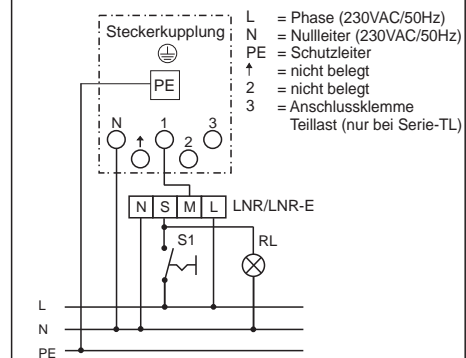 Steckerkupplung
PE
N
1
3
↑
2
L = Phase (230VAC/50Hz)
N = Nullleiter (230VAC/50Hz)
PE = Schutzleiter
↑ = nicht belegt
2 = nicht belegt
3 = Anschlussklemme
Teillast (nur bei Serie-TL)
N S M L LNR/LNR-E
S1
RL
L
N
PE